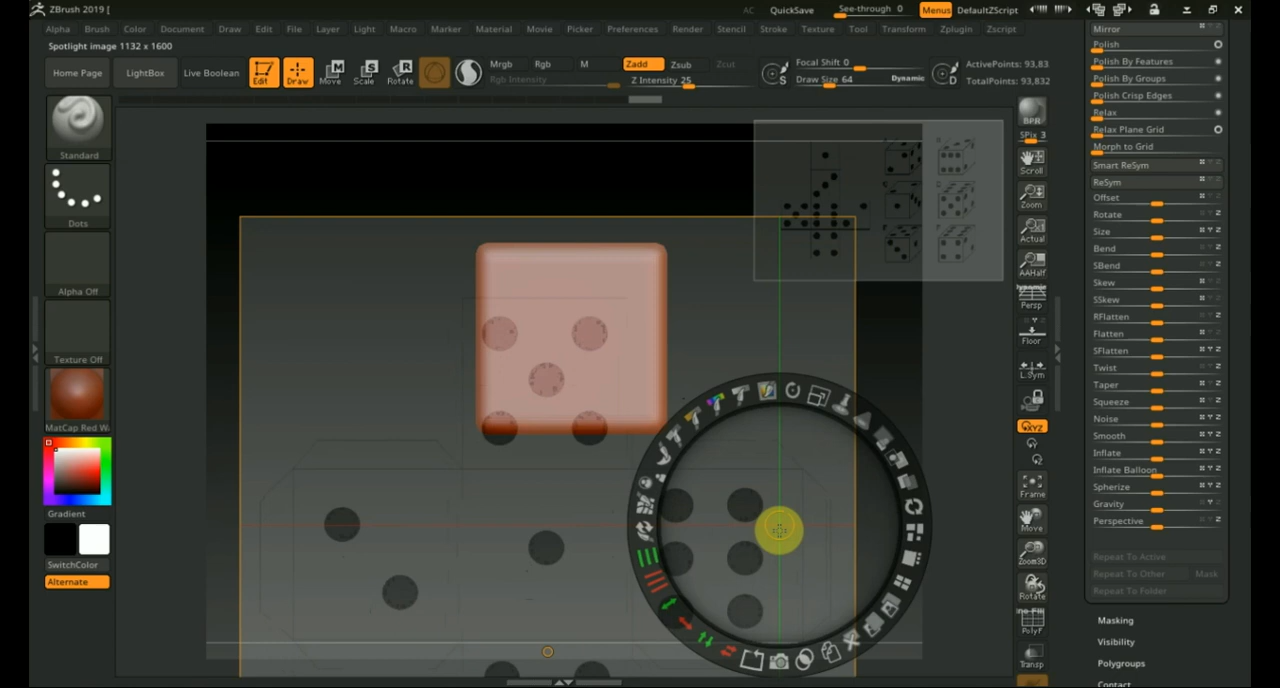 ZBrush 2019 [
AC QuickSave See-through 0 Menus DefaultZScript
Alpha Brush Color Document Draw Edit File Layer Light Macro Marker Material Movie Picker Preferences Render Stencil Stroke Texture Tool Transform Zplugin Zscript
Spotlight image 1132 x 1600
Home Page LightBox Live Boolean Edit Draw Move Scale Rotate
Mrgb Rgb M Zadd Zsub Zcut
Rgb Intensity Z Intensity 25
Focal Shift 0
Draw Size 64 Dynamic
ActivePoints: 93,83
TotalPoints: 93,832
Standard
Dots
Alpha Off
Texture Off
MatCap Red Wa
Gradient
SwitchColor
Alternate
BPR
SPix 3
Scroll
Zoom
Actual
AAHalf
Dynamic
Persp
Floor
L.Sym
XYZ
Frame
Move
Zoom3D
Rotate
Line Fill
PolyF
Transp
Mirror
Polish
Polish By Features
Polish By Groups
Polish Crisp Edges
Relax
Relax Plane Grid
Morph to Grid
Smart ReSym
ReSym
Offset
Rotate
Size
Bend
SBend
Skew
SSkew
RFlatten
Flatten
SFlatten
Twist
Taper
Squeeze
Noise
Smooth
Inflate
Inflate Balloon
Spherize
Gravity
Perspective
Repeat To Active
Repeat To Other Mask
Repeat To Folder
Masking
Visibility
Polygroups
Contact